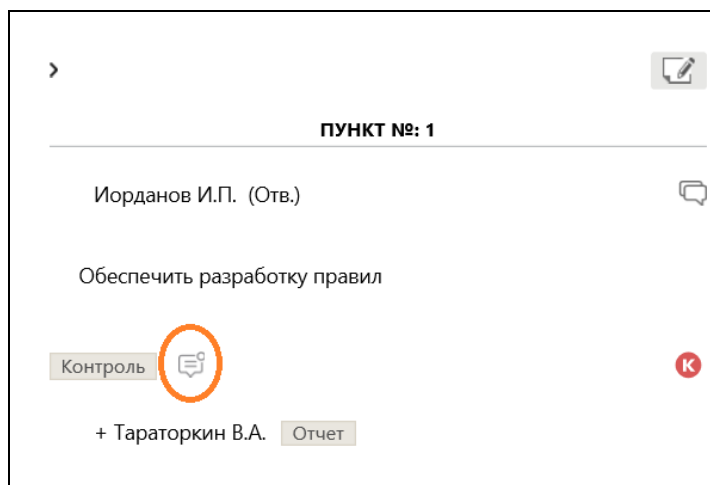 ПУНКТ №: 1
Иорданов И.П. (Отв.)
Обеспечить разработку правил
Контроль К
+ Тараторкин В.А. Отчет